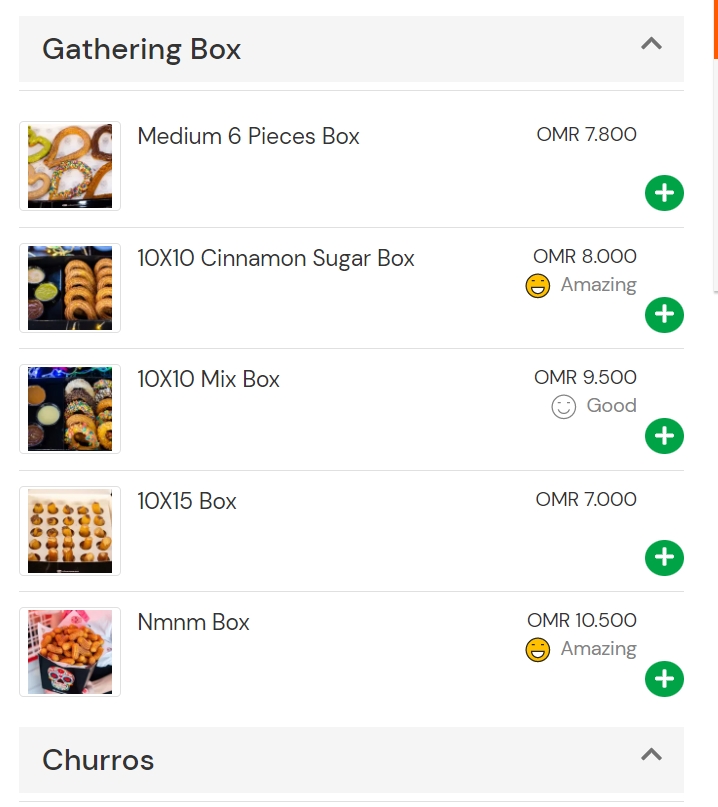 Gathering Box
Medium 6 Pieces Box
OMR 7.800
10X10 Cinnamon Sugar Box
OMR 8.000
Amazing
10X10 Mix Box
OMR 9.500
Good
10X15 Box
OMR 7.000
Nmnm Box
OMR 10.500
Amazing
Churros